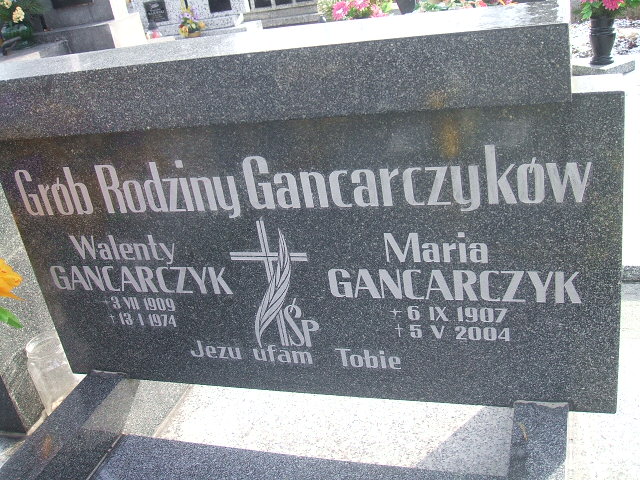 Grób Rodziny Gancarczyków
Walenty
GANCARCZYK
+3 VII 1909
+13 I 1974
Maria
GANCARCZYK
+6 IX 1907
+5 V 2004
ŚP
Jezu ufam Tobie